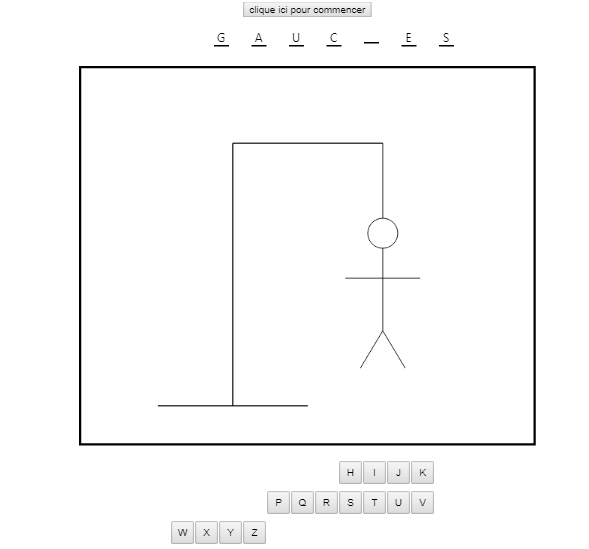 clique ici pour commencer
G A U C _ E S
H I J K
P Q R S T U V
W X Y Z